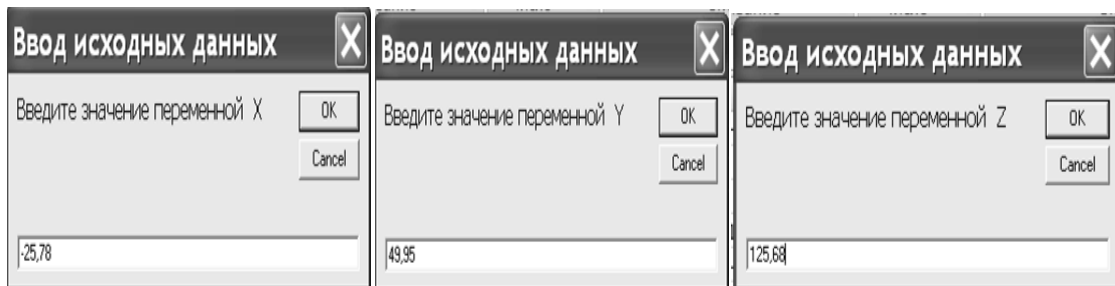 Ввод исходных данных
Введите значение переменной X
OK
Cancel
-25,78
Ввод исходных данных
Введите значение переменной Y
OK
Cancel
49,95
Ввод исходных данных
Введите значение переменной Z
OK
Cancel
125,68